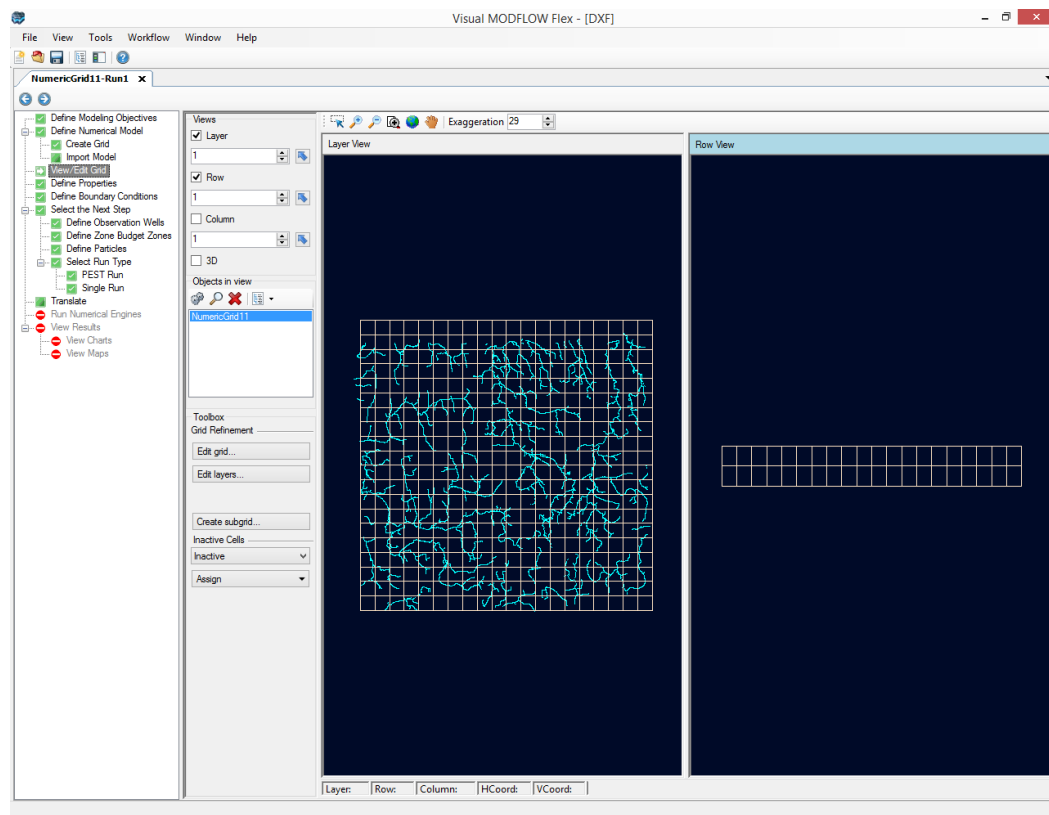 Visual MODFLOW Flex - [DXF]
File View Tools Workflow Window Help
NumericGrid11-Run1
Define Modeling Objectives
Define Numerical Model
Create Grid
Import Model
View/Edit Grid
Define Properties
Define Boundary Conditions
Select the Next Step
Define Observation Wells
Define Zone Budget Zones
Define Particles
Select Run Type
PEST Run
Single Run
Translate
Run Numerical Engines
View Results
View Charts
View Maps
Views
Layer
1
Row
1
Column
1
3D
Objects in view
NumericGrid11
Toolbox
Grid Refinement
Edit grid...
Edit layers...
Create subgrid...
Inactive Cells
Inactive
Assign
Exaggeration 29
Layer View
Row View
Layer: Row: Column: HCoord: VCoord: